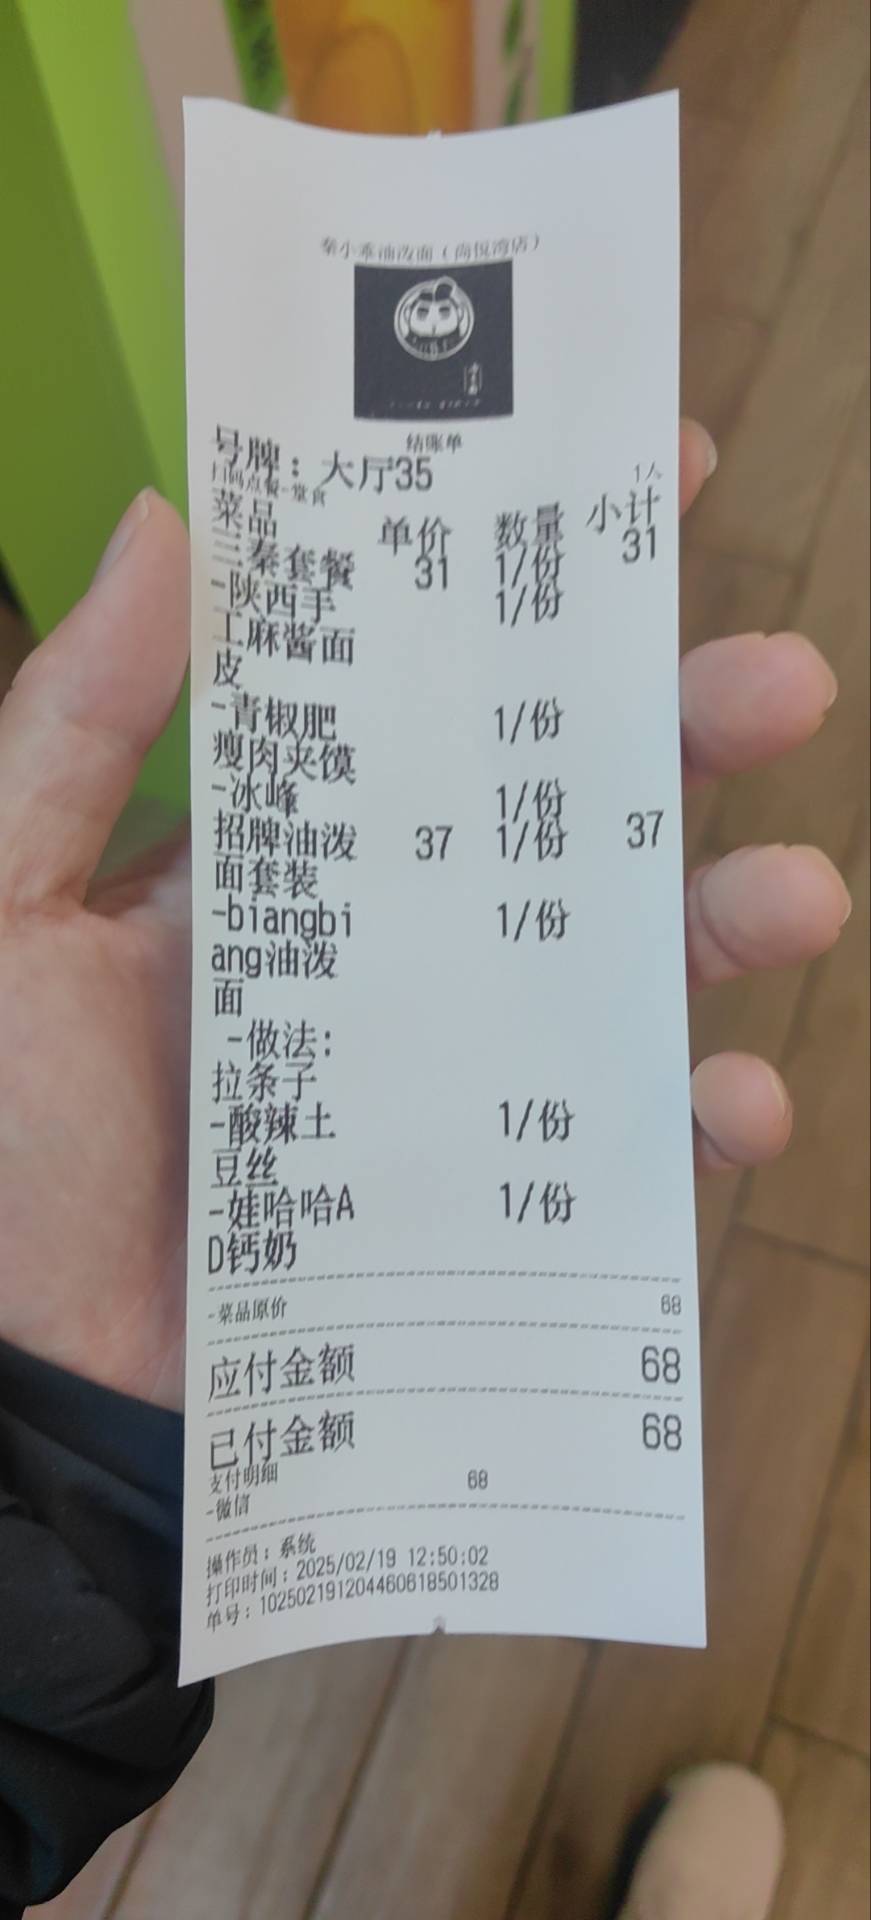 秦小乖油泼面（尚悦湾店）
结账单
号牌：大厅35
扫码点餐-堂食 1人
菜品 单价 数量 小计
三秦套餐 31 1/份 31
-陕西手 1/份
工麻酱面
皮
-青椒肥 1/份
瘦肉夹馍
-冰峰 1/份
招牌油泼 37 1/份 37
面套装
-biangbi 1/份
ang油泼
面
-做法:
拉条子
-酸辣土 1/份
豆丝
-娃哈哈A 1/份
D钙奶
-菜品原价 68
应付金额 68
已付金额 68
支付明细
-微信 68
操作员：系统
打印时间：2025/02/19 12:50:02
单号：102502191204460618501328